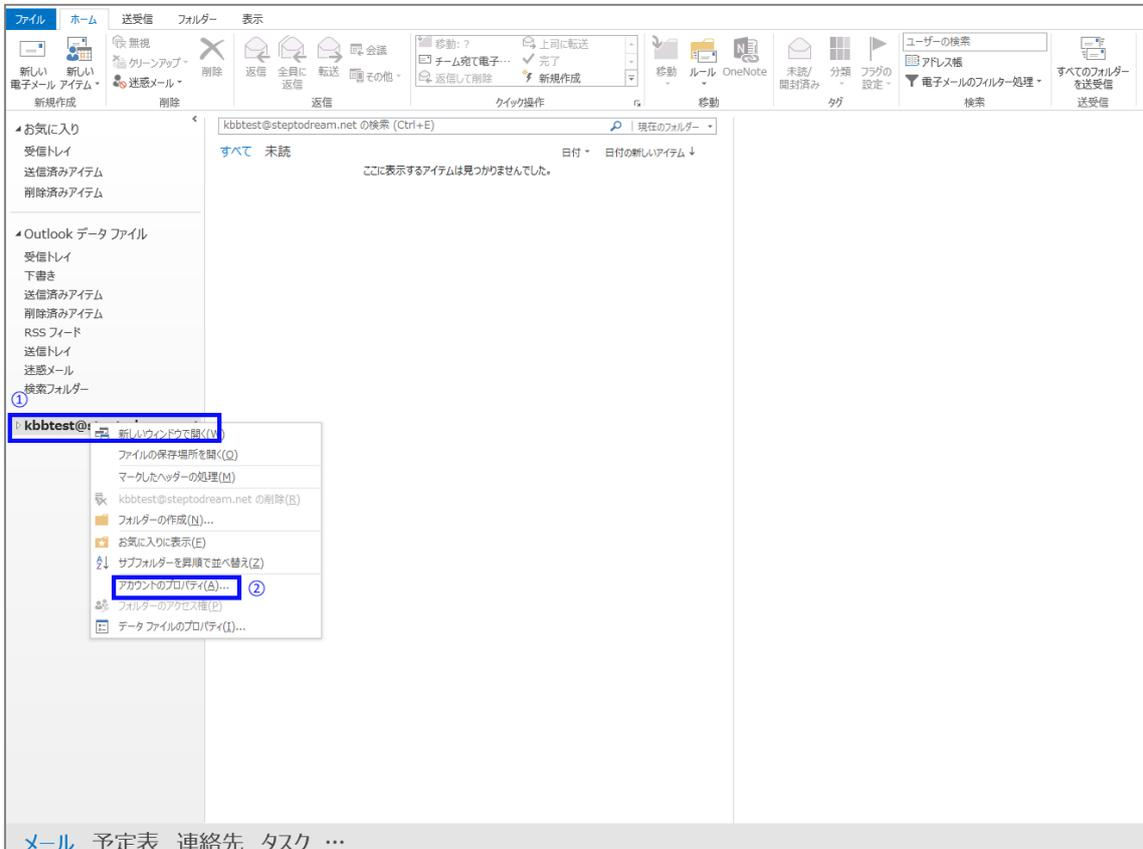 ファイル ホーム 送受信 フォルダー 表示
新しい 電子メール
新しい アイテム
無視
クリーンアップ
迷惑メール
削除
返信 全員に返信 転送
会議
その他
移動: ?
チーム宛て電子…
返信して削除
上司に転送
完了
新規作成
移動 ルール OneNote
未読/開封済み 分類 フラグの設定
ユーザーの検索
アドレス帳
電子メールのフィルター処理
すべてのフォルダーを送受信
新規作成 削除 返信 クイック操作 移動 タグ 検索 送受信
お気に入り
受信トレイ
送信済みアイテム
削除済みアイテム
Outlook データ ファイル
受信トレイ
下書き
送信済みアイテム
削除済みアイテム
RSS フィード
送信トレイ
迷惑メール
検索フォルダー
①
kbbtest@
kbbtest@steptodream.net の検索 (Ctrl+E) 現在のフォルダー
すべて 未読 日付 日付の新しいアイテム ↓
ここに表示するアイテムは見つかりませんでした。
新しいウィンドウで開く(W)
ファイルの保存場所を開く(O)
マークしたヘッダーの処理(M)
kbbtest@steptodream.net の削除(R)
フォルダーの作成(N)...
お気に入りに表示(F)
サブフォルダーを昇順で並べ替え(Z)
アカウントのプロパティ(A)... ②
フォルダーのアクセス権(P)
データ ファイルのプロパティ(I)...
メール 予定表 連絡先 タスク …